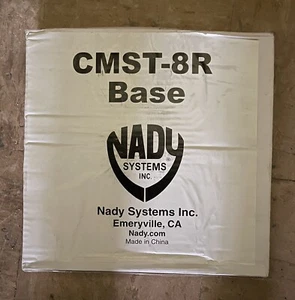 CMST-8R
Base
NADY
SYSTEMS
INC.
®
Nady Systems Inc.
Emeryville, CA
Nady.com
Made in China